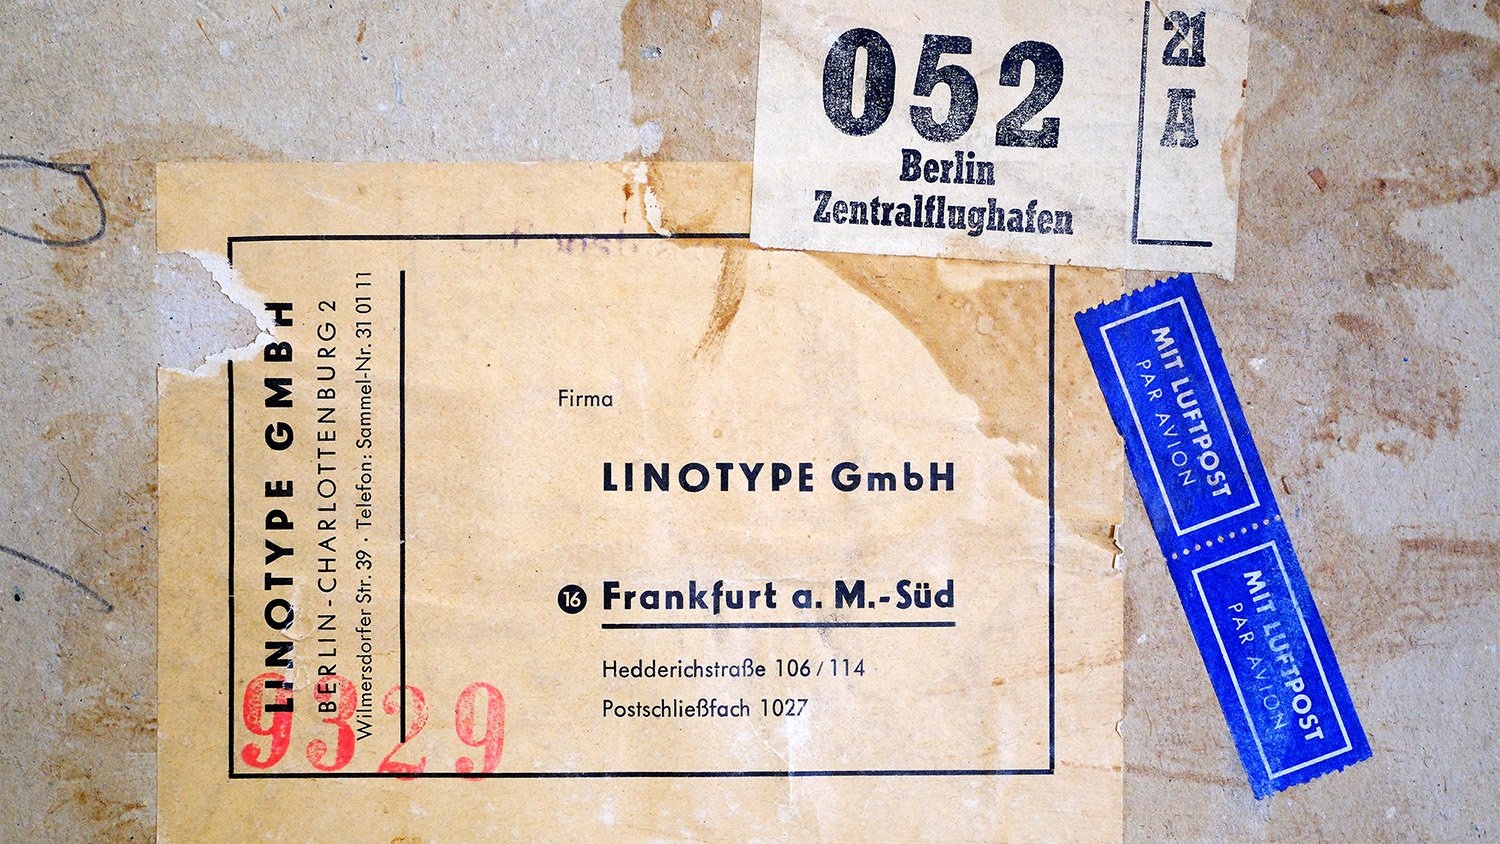 052
Berlin
Zentralflughafen
21
A
LINOTYPE GMBH
BERLIN-CHARLOTTENBURG 2
Wilmersdorfer Str. 39 · Telefon: Sammel-Nr. 31 01 11
Firma
LINOTYPE GmbH
16 Frankfurt a. M.-Süd
Hedderichstraße 106/114
Postschließfach 1027
9329
MIT LUFTPOST
PAR AVION
MIT LUFTPOST
PAR AVION